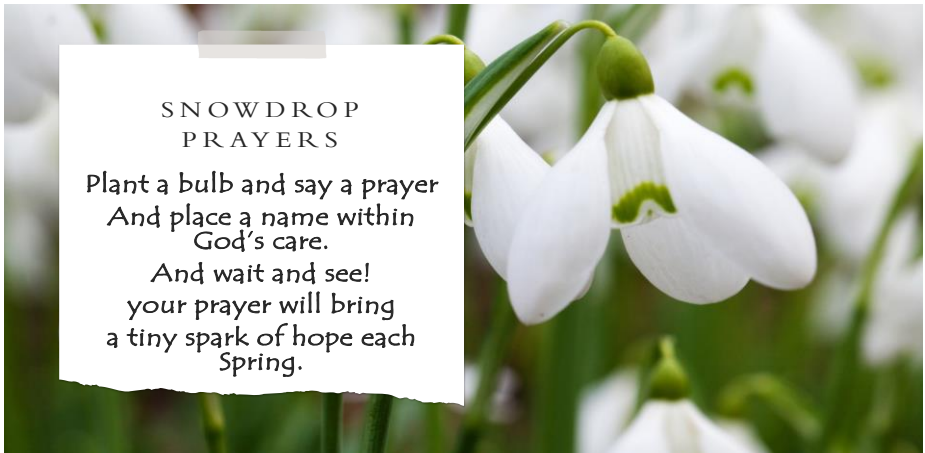 SNOWDROP
PRAYERS
Plant a bulb and say a prayer
And place a name within
God's care.
And wait and see!
your prayer will bring
a tiny spark of hope each
Spring.